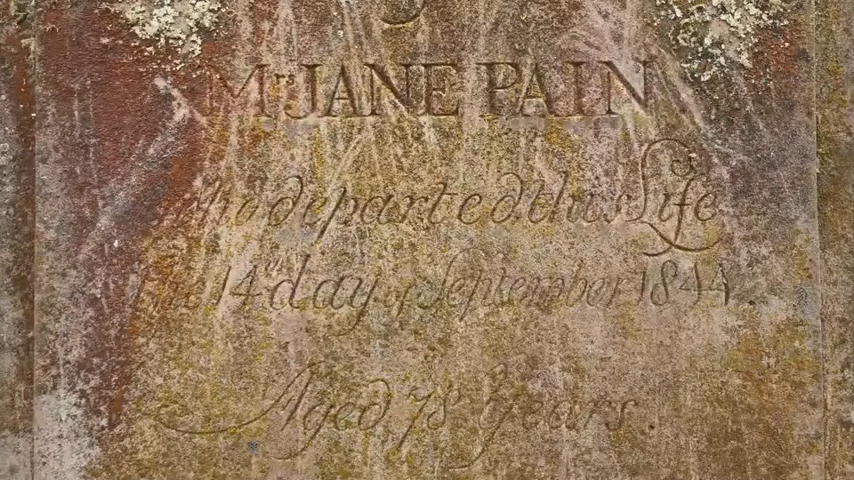 Mrs JANE PAIN
who departed this Life
the 14th day of September 1844
Aged 78 Years.